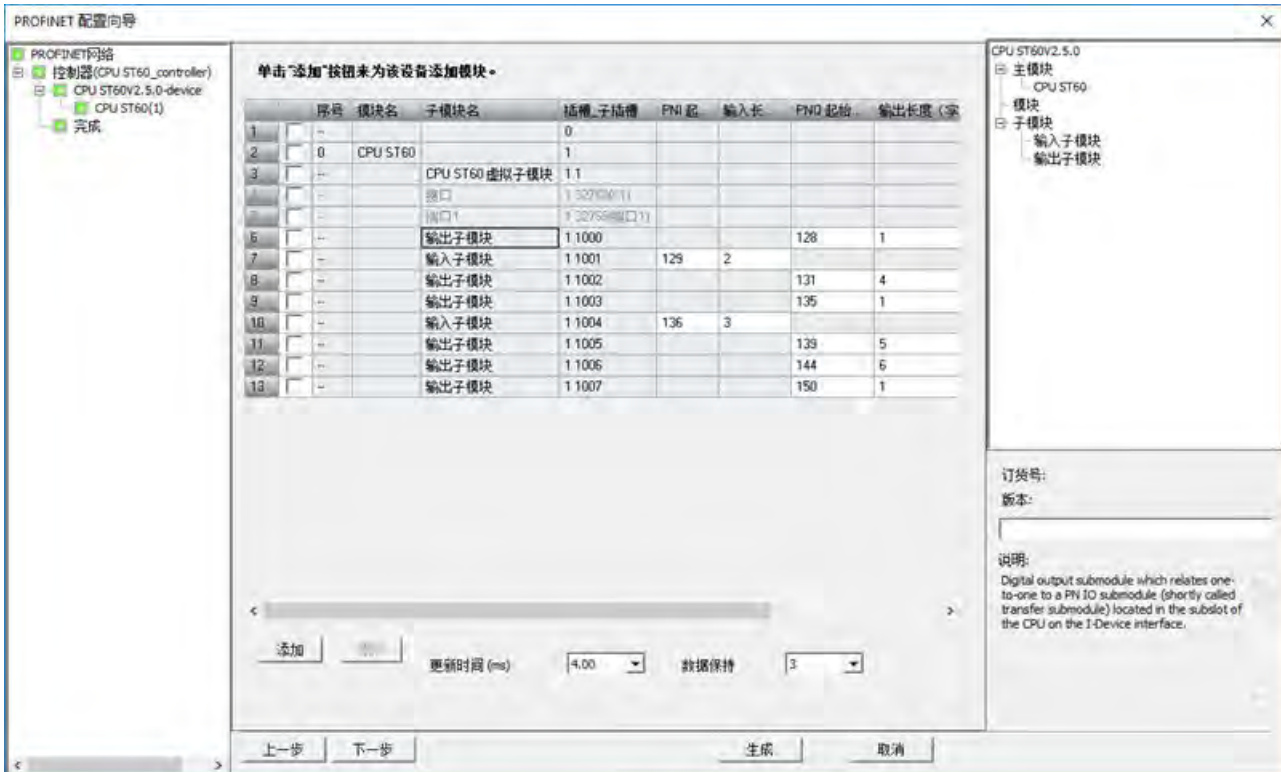 PROFINET 配置向导
PROFINET网络
控制器(CPU ST60_controller)
CPU ST60V2.5.0-device
CPU ST60(1)
完成
单击"添加"按钮来为该设备添加模块。
序号 模块名 子模块名 插槽_子插槽 PNI 起.. 输入长.. PNQ 起始.. 输出长度 (字
1 -- 0
2 0 CPU ST60 1
3 -- CPU ST60 虚拟子模块 1 1
接口
端口1
6 -- 输出子模块 1 1000 128 1
7 -- 输入子模块 1 1001 129 2
8 -- 输出子模块 1 1002 131 4
9 -- 输出子模块 1 1003 135 1
10 -- 输入子模块 1 1004 136 3
11 -- 输出子模块 1 1005 139 5
12 -- 输出子模块 1 1006 144 6
13 -- 输出子模块 1 1007 150 1
添加
更新时间 (ms) 4.00 数据保持 3
上一步 下一步 生成 取消
CPU ST60V2.5.0
主模块
CPU ST60
模块
子模块
输入子模块
输出子模块
订货号:
版本:
说明:
Digital output submodule which relates one-
to-one to a PN IO submodule (shortly called
transfer submodule) located in the subslot of
the CPU on the I-Device interface.